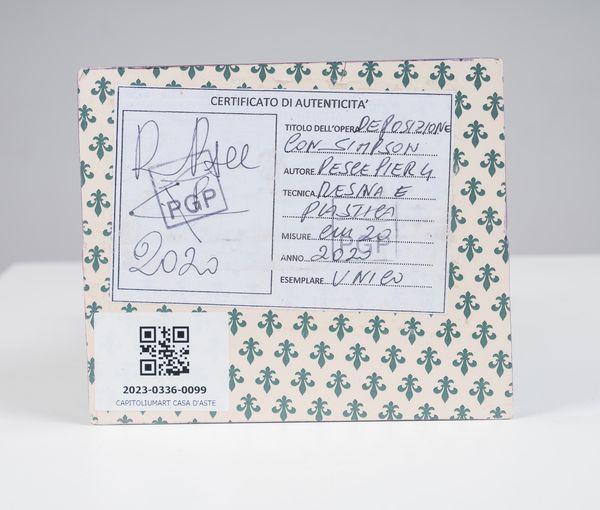 CERTIFICATO DI AUTENTICITA'
TITOLO DELL'OPERA DEPOSIZIONE
CON SIMPSON
AUTORE PESCE PIER G
TECNICA RESINA E
PLASTICA
MISURE cm 20
ANNO 2023
ESEMPLARE UNICO
PGP
2020
2023-0336-0099
CAPITOLIUMART CASA D'ASTE